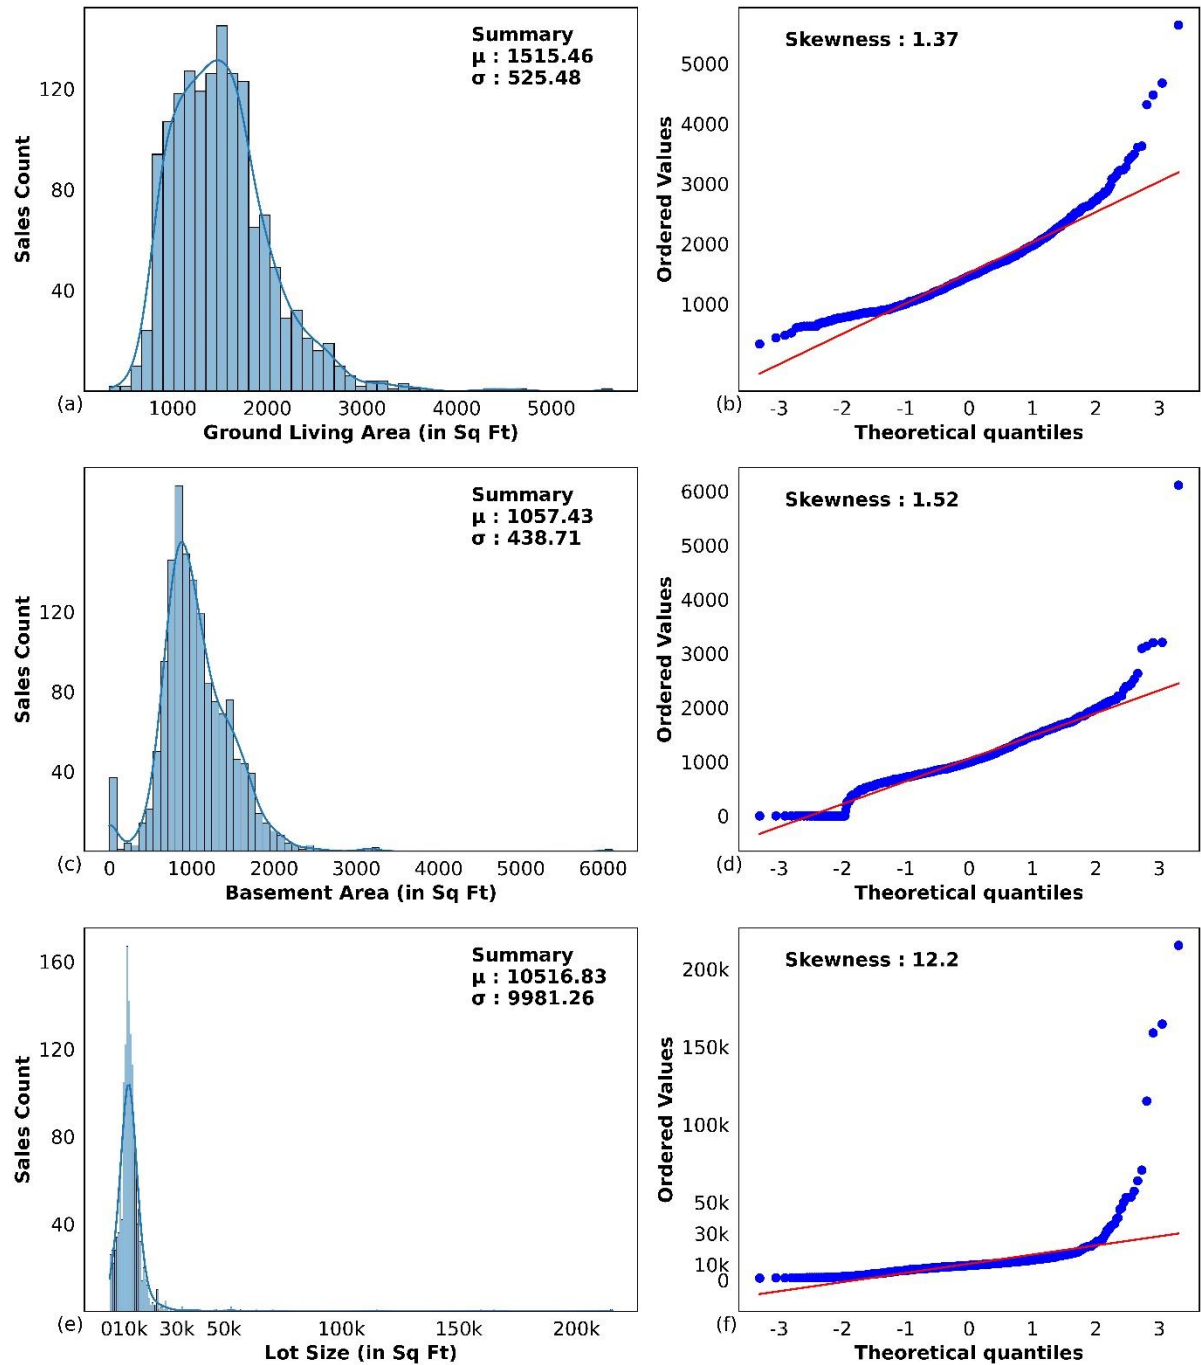 Summary
μ : 1515.46
σ : 525.48
120
80
40
Sales Count
1000 2000 3000 4000 5000
(a)
Ground Living Area (in Sq Ft)
Skewness : 1.37
5000
4000
3000
2000
1000
Ordered Values
-3 -2 -1 0 1 2 3
(b)
Theoretical quantiles
Summary
μ : 1057.43
σ : 438.71
120
80
40
Sales Count
0 1000 2000 3000 4000 5000 6000
(c)
Basement Area (in Sq Ft)
Skewness : 1.52
6000
5000
4000
3000
2000
1000
0
Ordered Values
-3 -2 -1 0 1 2 3
(d)
Theoretical quantiles
Summary
μ : 10516.83
σ : 9981.26
160
120
80
40
Sales Count
010k 30k 50k 100k 150k 200k
(e)
Lot Size (in Sq Ft)
Skewness : 12.2
200k
150k
100k
50k
30k
10k
0
Ordered Values
-3 -2 -1 0 1 2 3
(f)
Theoretical quantiles